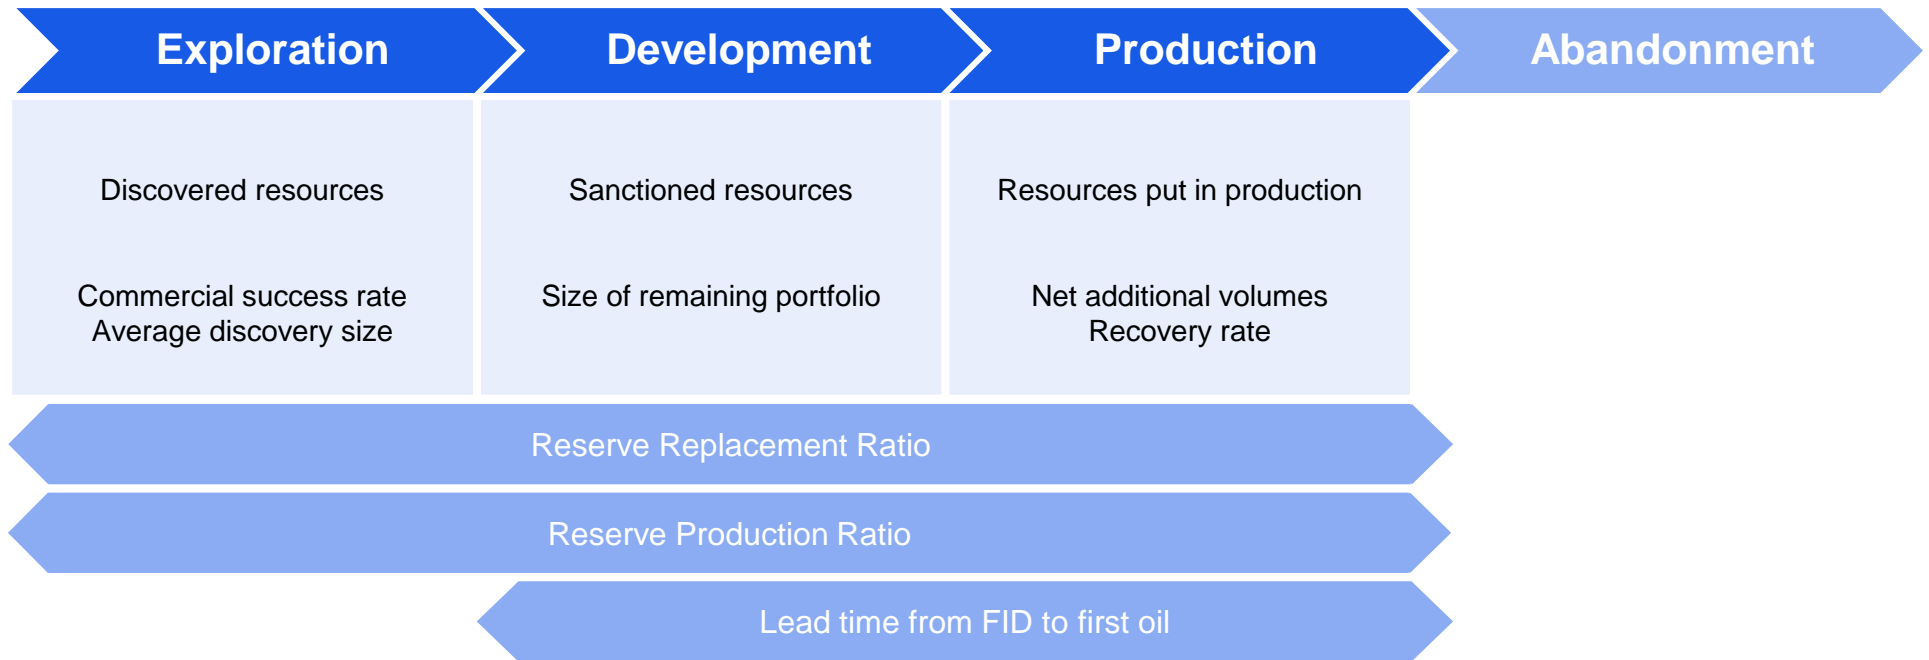 Exploration
Development
Production
Abandonment
Discovered resources
Commercial success rate
Average discovery size
Sanctioned resources
Size of remaining portfolio
Resources put in production
Net additional volumes
Recovery rate
Reserve Replacement Ratio
Reserve Production Ratio
Lead time from FID to first oil